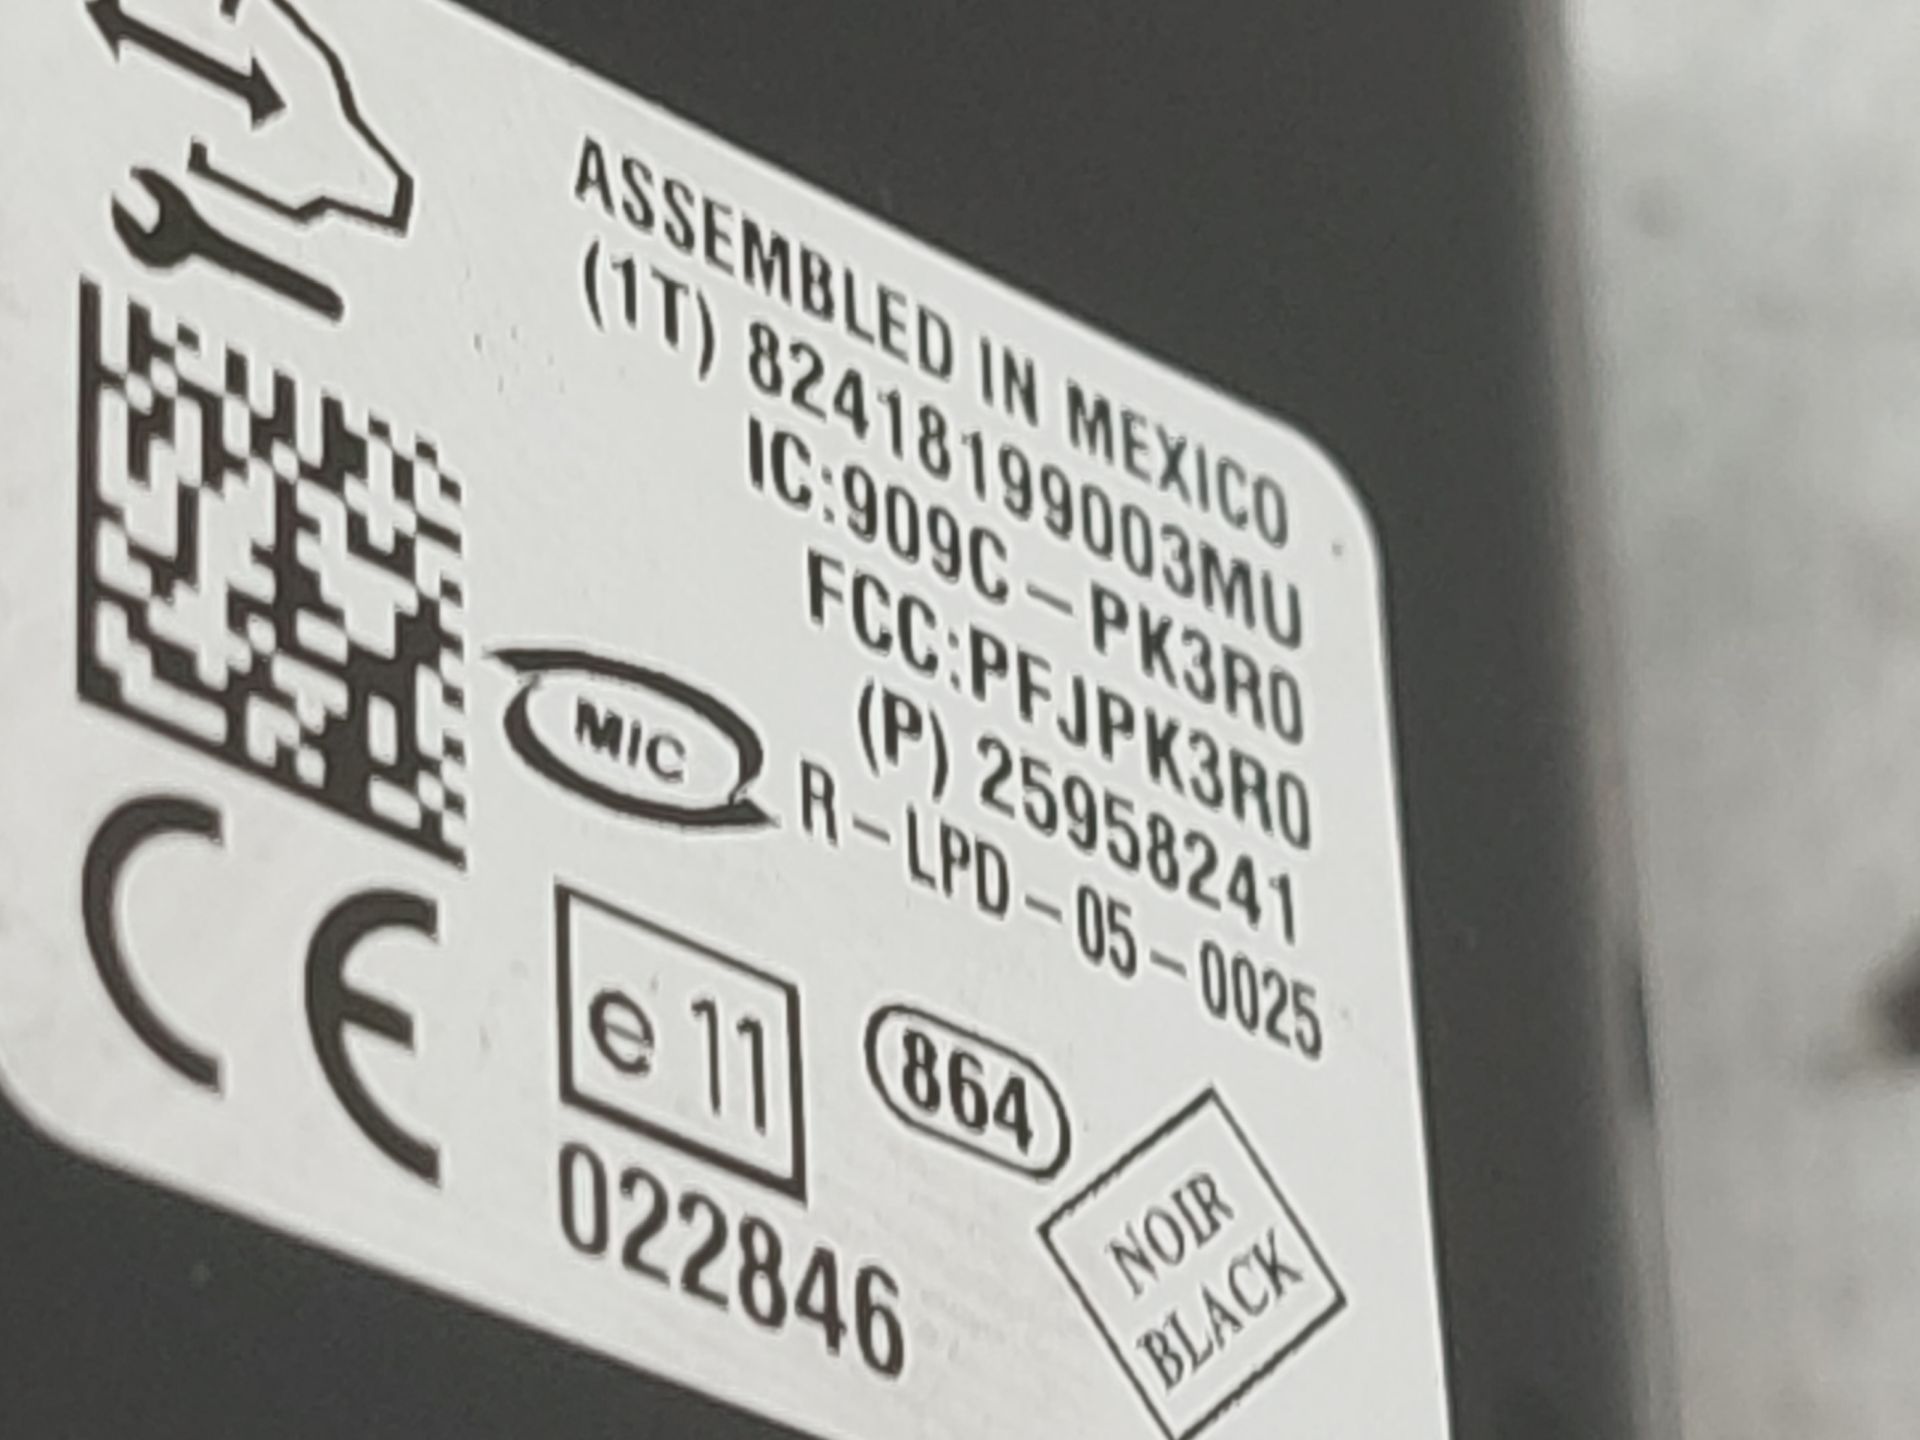 ASSEMBLED IN MEXICO
(1T) 82418199003MU
IC:909C-PK3R0
FCC:PFJPK3R0
(P) 25958241
MIC R-LPD-05-0025
CE
e 11
864
022846
NOIR
BLACK